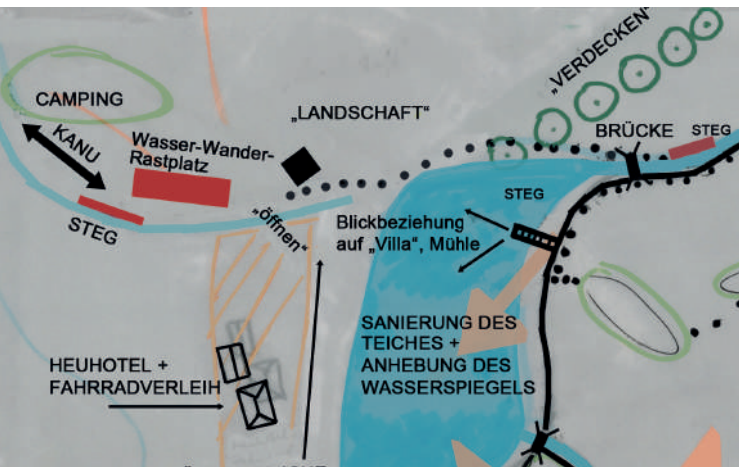 „VERDECKEN“
CAMPING
KANU
„LANDSCHAFT“
Wasser-Wander-
Rastplatz
BRÜCKE
STEG
STEG
STEG
„öffnen“
Blickbeziehung
auf „Villa“, Mühle
SANIERUNG DES
TEICHES +
ANHEBUNG DES
WASSERSPIEGELS
HEUHOTEL +
FAHRRADVERLEIH